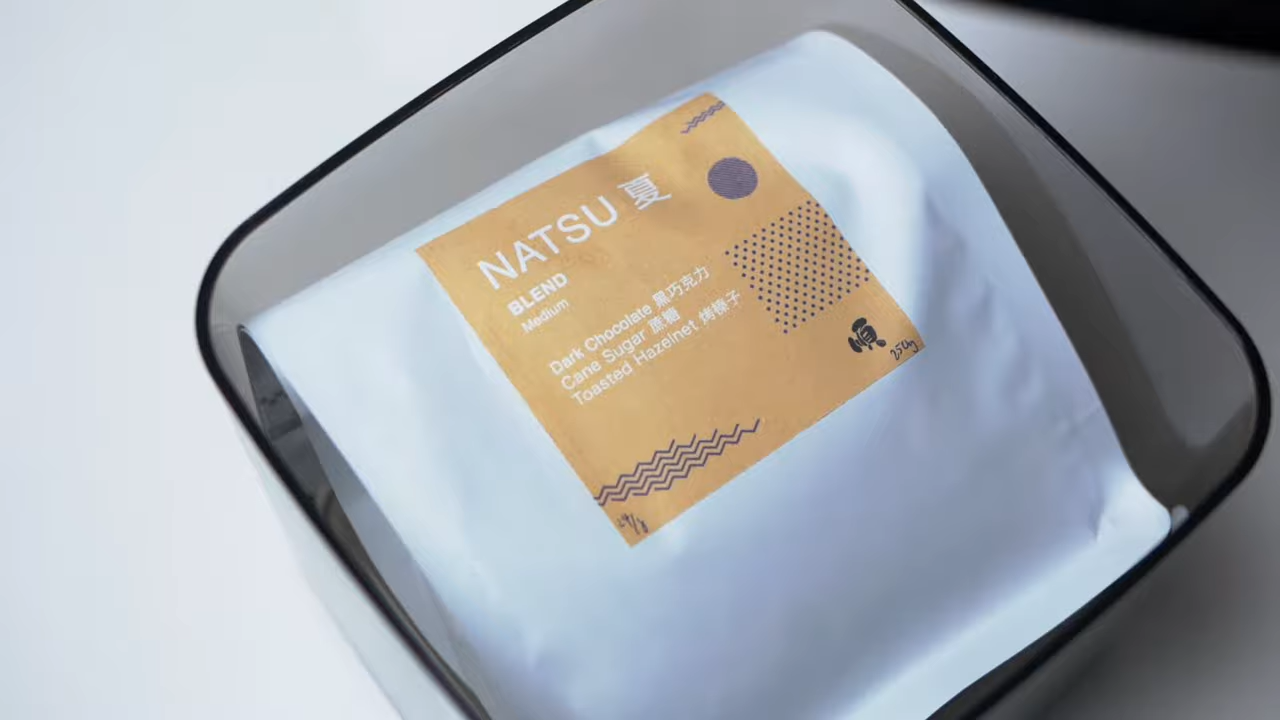 NATSU 夏
BLEND
Medium
Dark Chocolate 黑巧克力
Cane Sugar 蔗糖
Toasted Hazelnet 烤榛子
250g